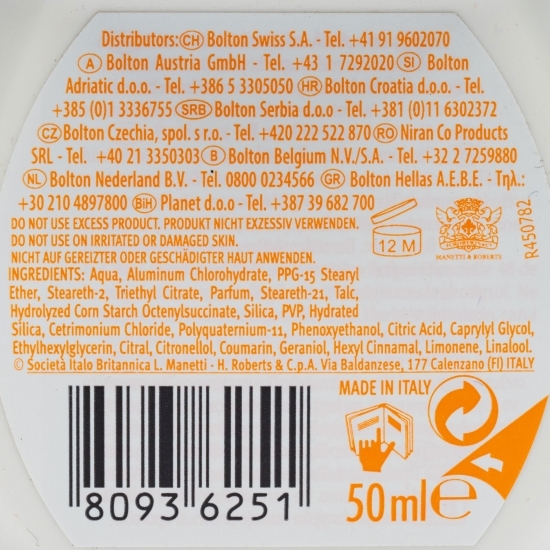 Distributors: CH Bolton Swiss S.A. - Tel. +41 91 9602070
A Bolton Austria GmbH - Tel. +43 1 7292020 SI Bolton
Adriatic d.o.o. - Tel. +386 5 3305050 HR Bolton Croatia d.o.o. - Tel.
+385 (0)1 3336755 SRB Bolton Serbia d.o.o - Tel. +381 (0)11 6302372
CZ Bolton Czechia, spol. s r.o. - Tel. +420 222 522 870 RO Niran Co Products
SRL - Tel. +40 21 3350303 B Bolton Belgium N.V./S.A. - Tel. +32 2 7259880
NL Bolton Nederland B.V. - Tel. 0800 0234566 GR Bolton Hellas A.E.B.E. - Τηλ.:
+30 210 4897800 BiH Planet d.o.o - Tel. +387 39 682 700
DO NOT USE EXCESS PRODUCT. PRODUKT NICHT EXZESSIV VERWENDEN.
DO NOT USE ON IRRITATED OR DAMAGED SKIN.
NICHT AUF GEREIZTER ODER GESCHÄDIGTER HAUT ANWENDEN.
12 M
MANETTI & ROBERTS
R450782
INGREDIENTS: Aqua, Aluminum Chlorohydrate, PPG-15 Stearyl
Ether, Steareth-2, Triethyl Citrate, Parfum, Steareth-21, Talc,
Hydrolyzed Corn Starch Octenylsuccinate, Silica, PVP, Hydrated
Silica, Cetrimonium Chloride, Polyquaternium-11, Phenoxyethanol, Citric Acid, Caprylyl Glycol,
Ethylhexylglycerin, Citral, Citronellol, Coumarin, Geraniol, Hexyl Cinnamal, Limonene, Linalool.
© Società Italo Britannica L. Manetti - H. Roberts & C.p.A. Via Baldanzese, 177 Calenzano (FI) ITALY
MADE IN ITALY
8093 6251
50 ml e